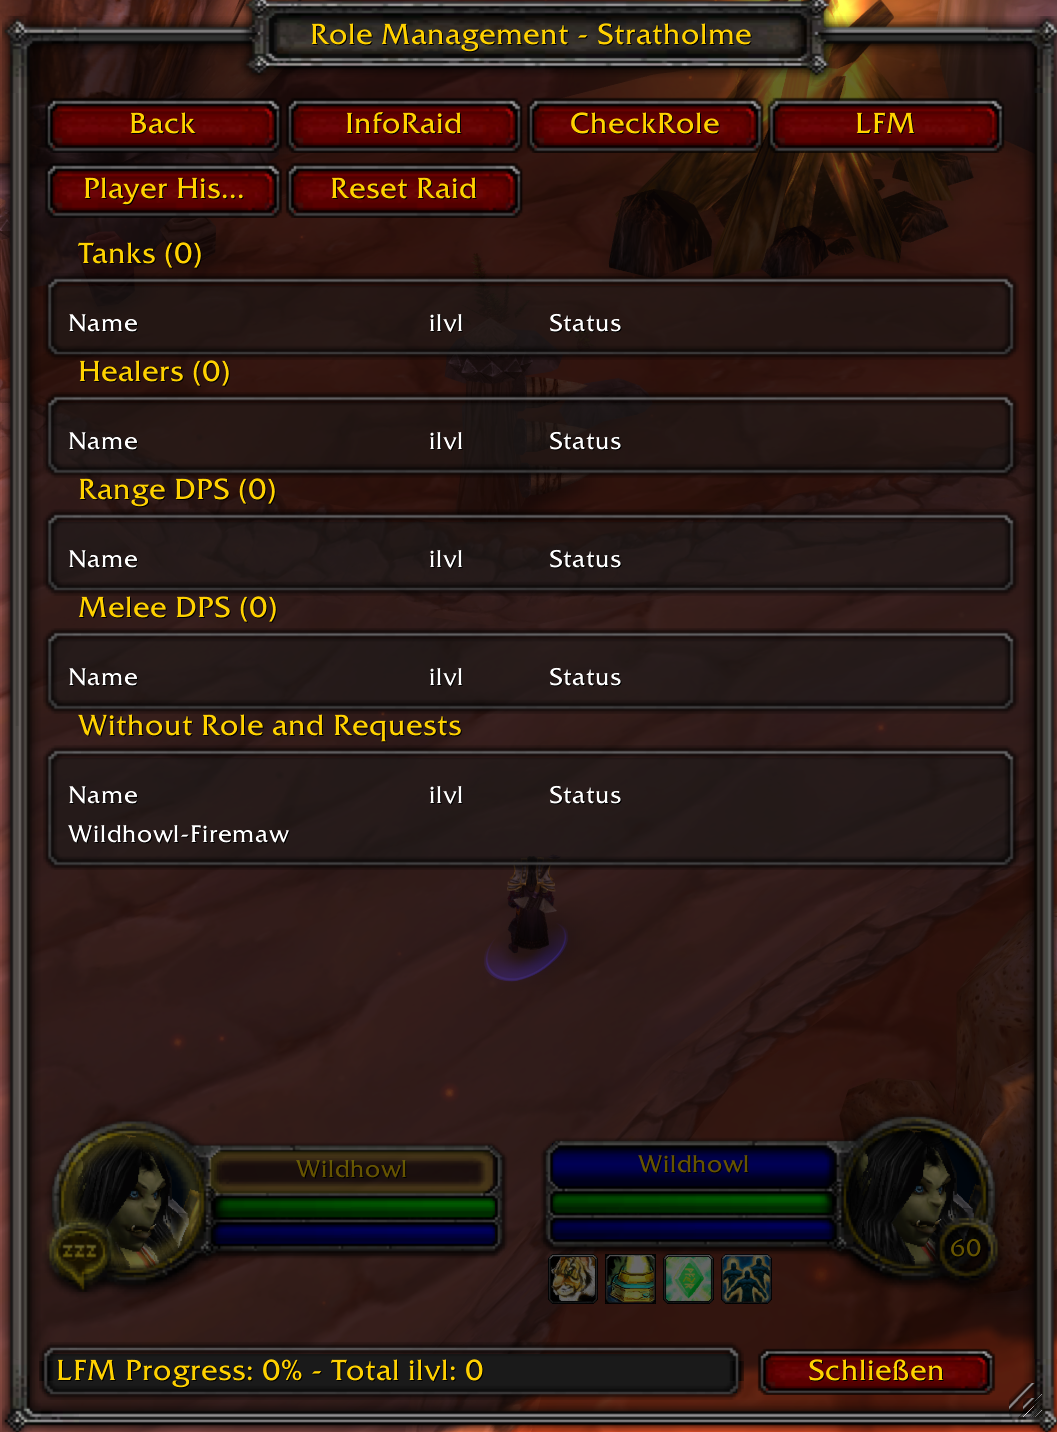 Role Management - Stratholme
Back InfoRaid CheckRole LFM
Player His... Reset Raid
Tanks (0)
Name ilvl Status
Healers (0)
Name ilvl Status
Range DPS (0)
Name ilvl Status
Melee DPS (0)
Name ilvl Status
Without Role and Requests
Name ilvl Status
Wildhowl-Firemaw
Wildhowl Wildhowl
zzz 60
LFM Progress: 0% - Total ilvl: 0 Schließen